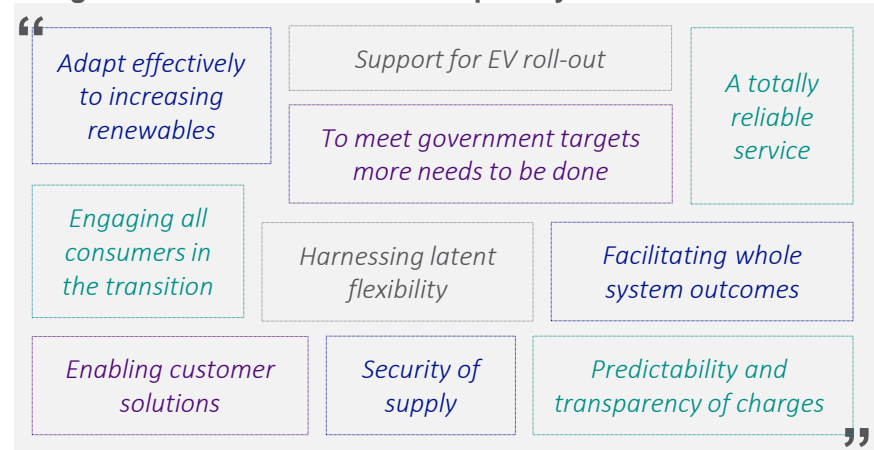 “
Adapt effectively
to increasing
renewables
Support for EV roll-out
A totally
reliable
service
To meet government targets
more needs to be done
Engaging all
consumers in
the transition
Harnessing latent
flexibility
Facilitating whole
system outcomes
Enabling customer
solutions
Security of
supply
Predictability and
transparency of charges
”